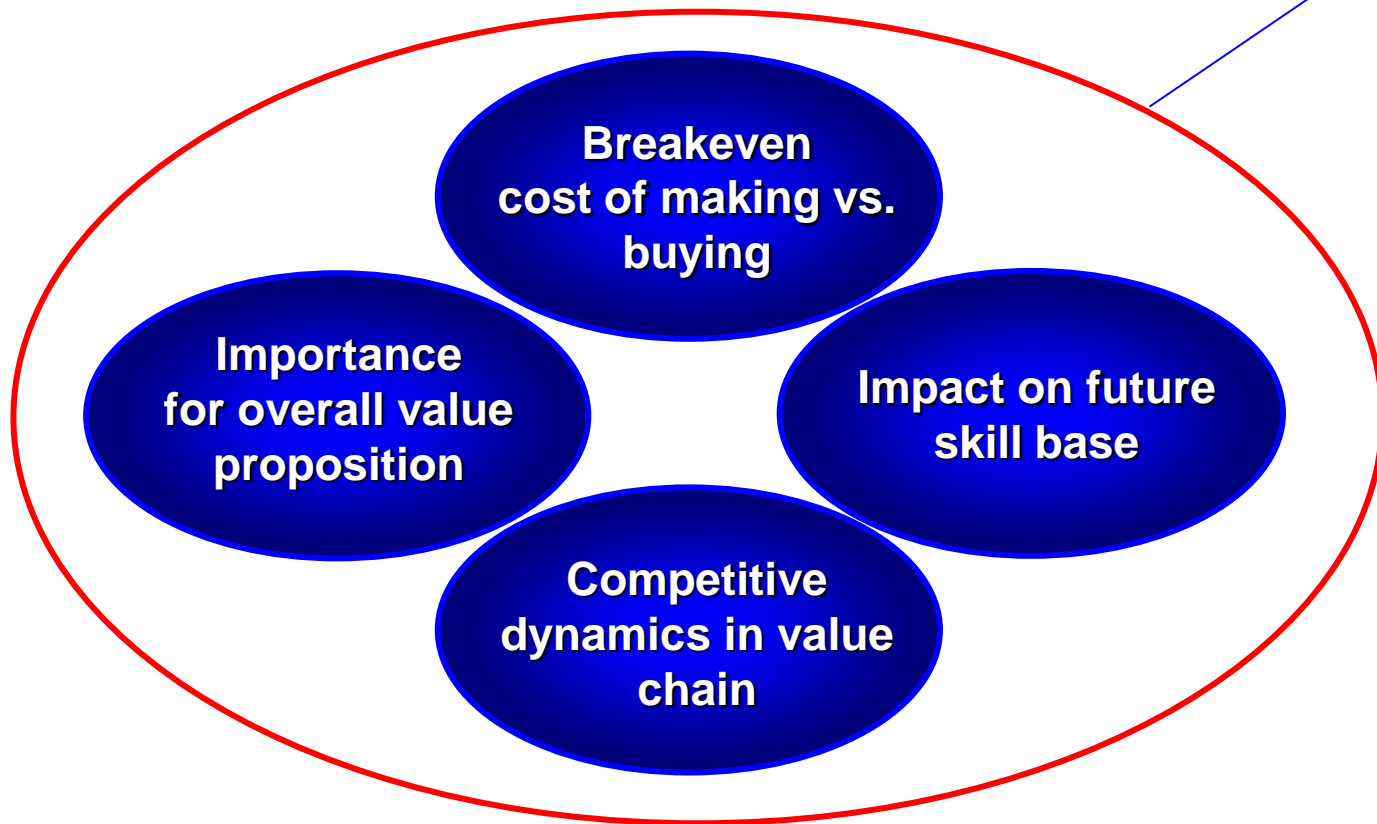 Breakeven
cost of making vs.
buying
Importance
for overall value
proposition
Impact on future
skill base
Competitive
dynamics in value
chain